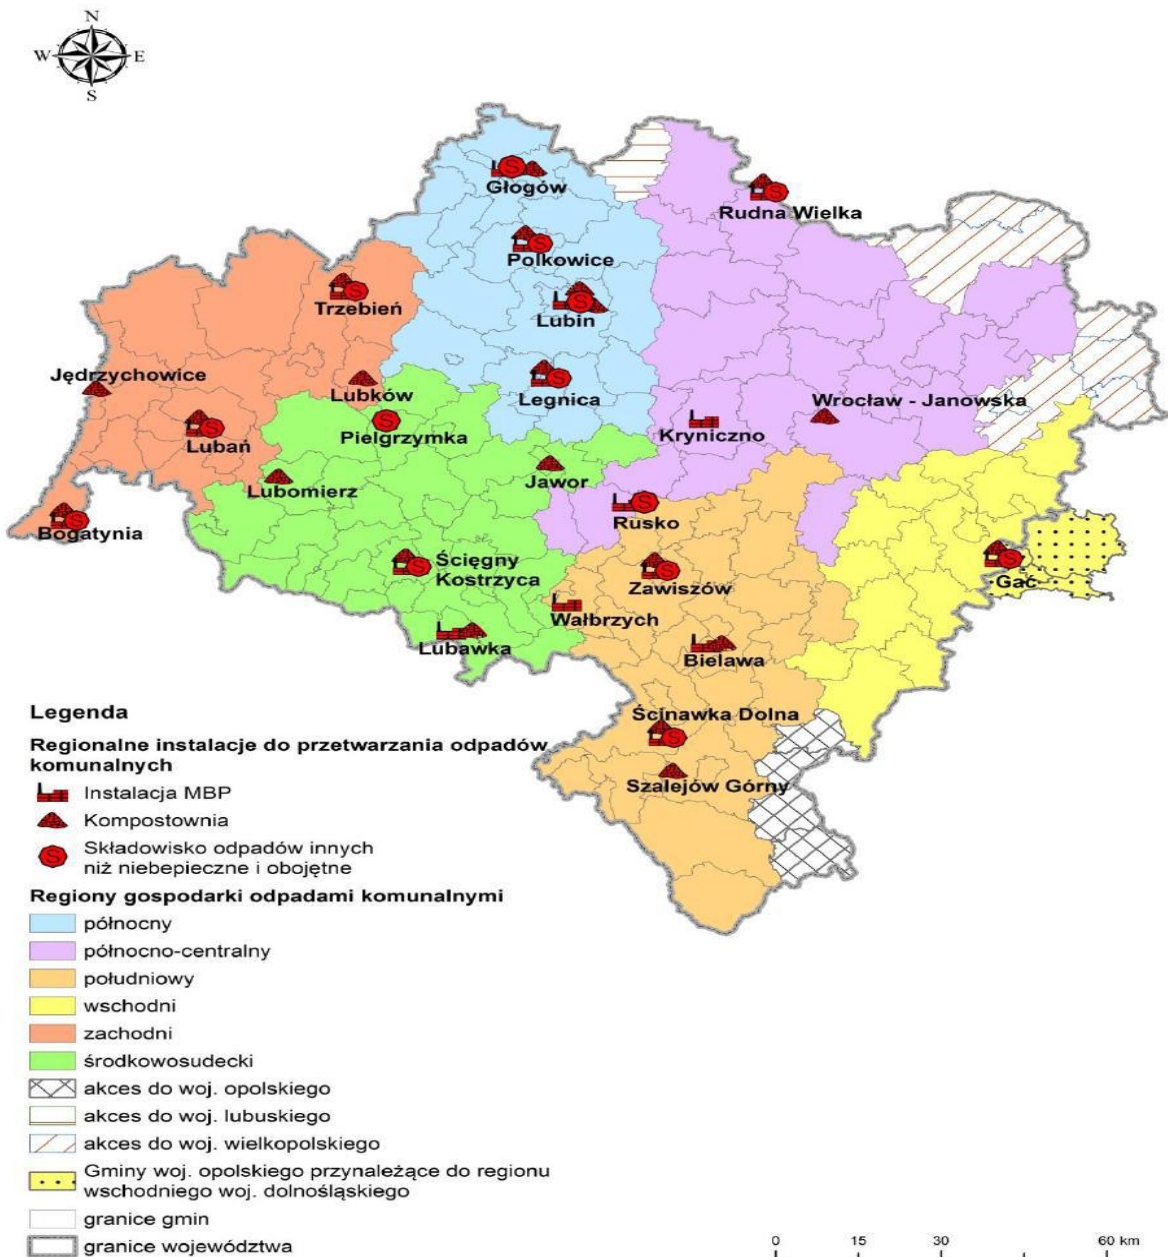 N
W E
S
Głogów
Rudna Wielka
Polkowice
Trzebień
Lubin
Jędrzychowice
Lubków
Legnica
Wrocław - Janowska
Pielgrzymka
Kryniczno
Lubań
Lubomierz
Jawor
Rusko
Bogatynia
Ścięgny
Kostrzyca
Zawiszów
Gać
Wałbrzych
Lubawka
Bielawa
Ścinawka Dolna
Szalejów Górny
Legenda
Regionalne instalacje do przetwarzania odpadów
komunalnych
Instalacja MBP
Kompostownia
S Składowisko odpadów innych
niż niebepieczne i obojętne
Regiony gospodarki odpadami komunalnymi
północny
północno-centralny
południowy
wschodni
zachodni
środkowosudecki
akces do woj. opolskiego
akces do woj. lubuskiego
akces do woj. wielkopolskiego
Gminy woj. opolskiego przynależące do regionu
wschodniego woj. dolnośląskiego
granice gmin
granice województwa
0 15 30 60 km